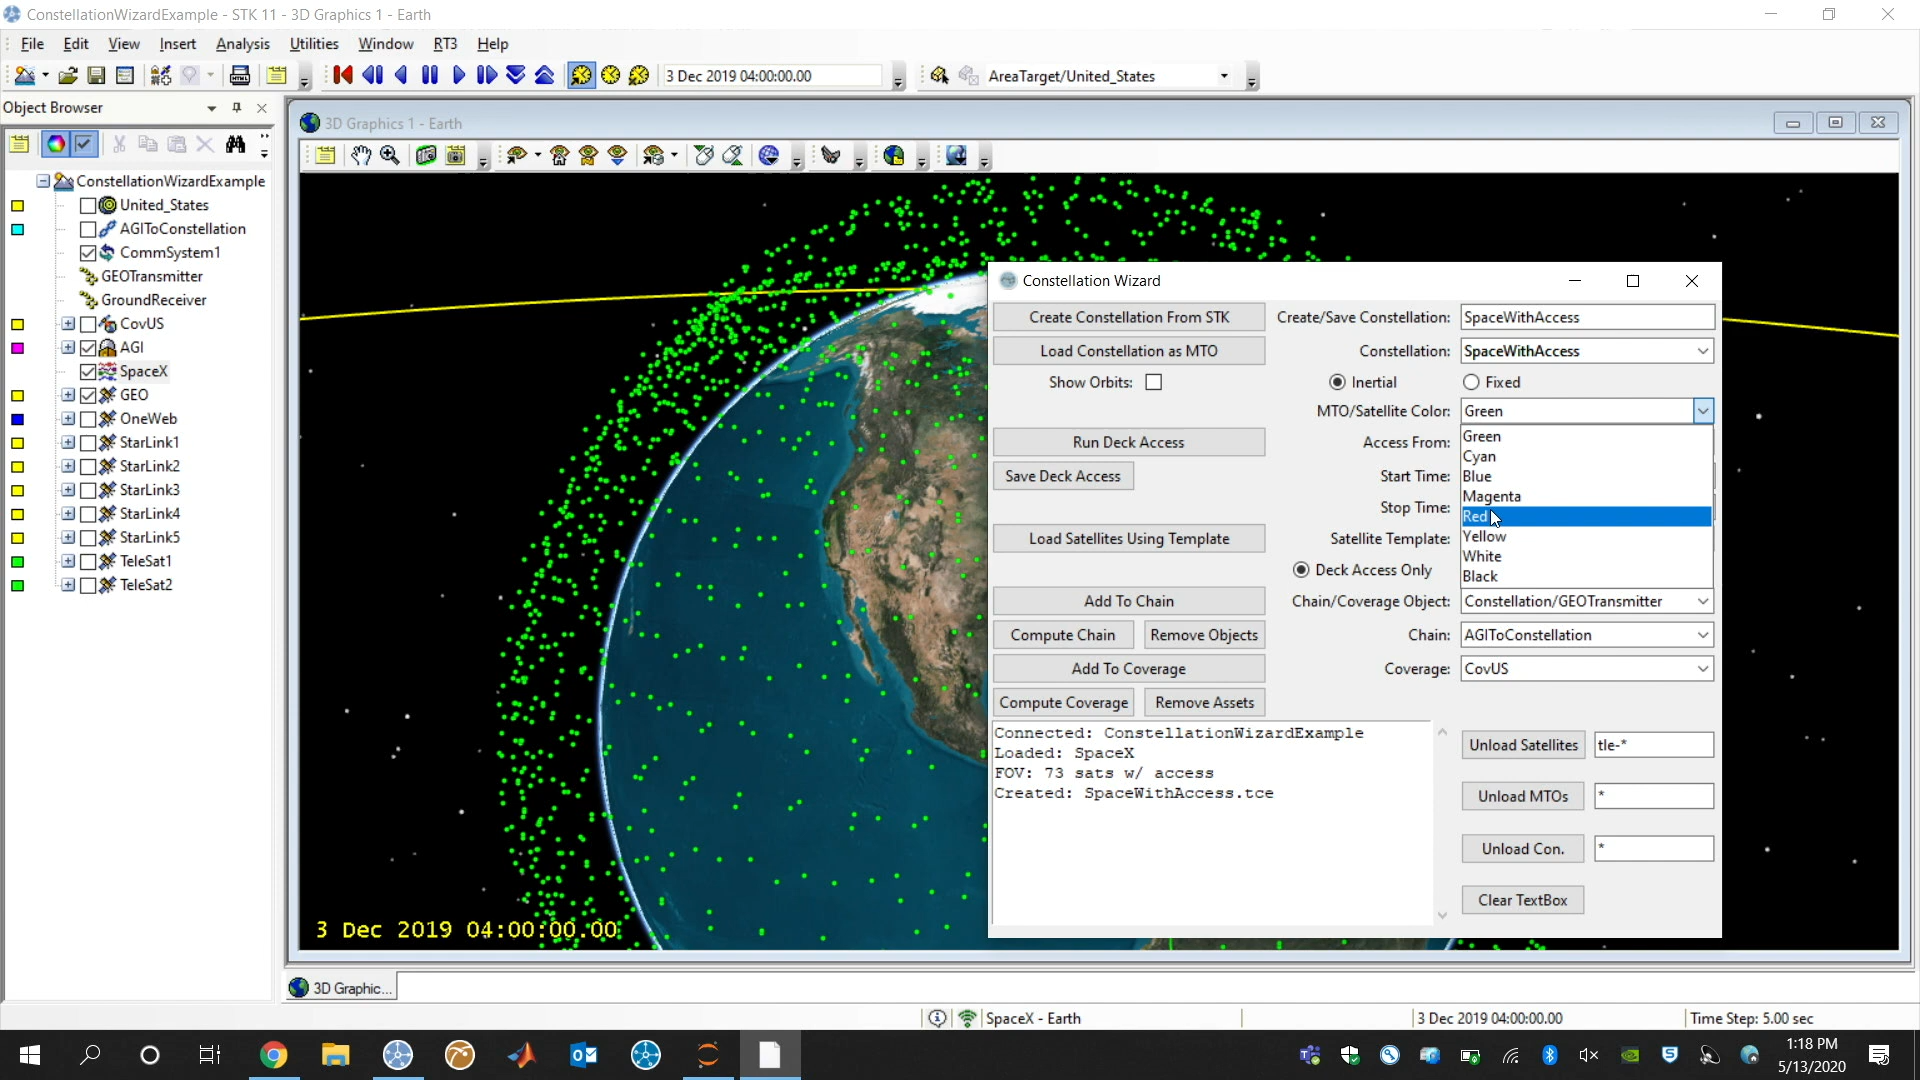 ConstellationWizardExample - STK 11 - 3D Graphics 1 - Earth
File Edit View Insert Analysis Utilities Window RT3 Help
3 Dec 2019 04:00:00.00
AreaTarget/United_States
Object Browser
3D Graphics 1 - Earth
ConstellationWizardExample
United_States
AGIToConstellation
CommSystem1
GEOTransmitter
GroundReceiver
CovUS
AGI
SpaceX
GEO
OneWeb
StarLink1
StarLink2
StarLink3
StarLink4
StarLink5
TeleSat1
TeleSat2
3 Dec 2019 04:00:00.00
Constellation Wizard
Create Constellation From STK Create/Save Constellation: SpaceWithAccess
Load Constellation as MTO Constellation: SpaceWithAccess
Show Orbits: Inertial Fixed
MTO/Satellite Color: Green
Green
Cyan
Blue
Magenta
Red
Yellow
White
Black
Run Deck Access Access From:
Save Deck Access Start Time:
Stop Time:
Load Satellites Using Template Satellite Template:
Deck Access Only
Add To Chain Chain/Coverage Object: Constellation/GEOTransmitter
Compute Chain Remove Objects Chain: AGIToConstellation
Add To Coverage Coverage: CovUS
Compute Coverage Remove Assets
Connected: ConstellationWizardExample
Loaded: SpaceX
FOV: 73 sats w/ access
Created: SpaceWithAccess.tce
Unload Satellites tle-*
Unload MTOs *
Unload Con. *
Clear TextBox
3D Graphic...
SpaceX - Earth
3 Dec 2019 04:00:00.00
Time Step: 5.00 sec
1:18 PM
5/13/2020